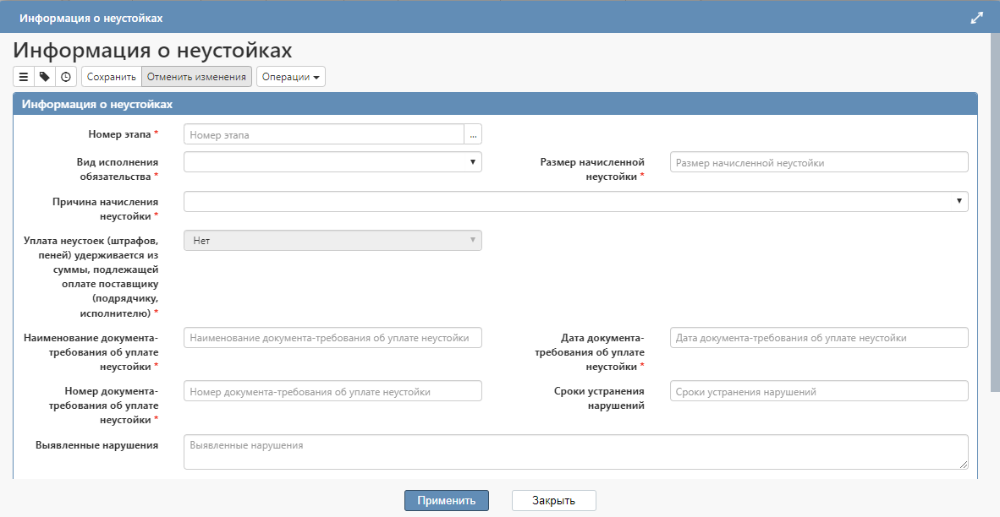 Информация о неустойках
Информация о неустойках
Сохранить Отменить изменения Операции
Информация о неустойках
Номер этапа * Номер этапа ...
Вид исполнения
обязательства *
Размер начисленной
неустойки *
Размер начисленной неустойки
Причина начисления
неустойки *
Уплата неустоек (штрафов,
пеней) удерживается из
суммы, подлежащей
оплате поставщику
(подрядчику,
исполнителю) *
Нет
Наименование документа-
требования об уплате
неустойки *
Наименование документа-требования об уплате неустойки
Дата документа-
требования об уплате
неустойки *
Дата документа-требования об уплате неустойки
Номер документа-
требования об уплате
неустойки *
Номер документа-требования об уплате неустойки
Сроки устранения
нарушений
Сроки устранения нарушений
Выявленные нарушения Выявленные нарушения
Применить Закрыть